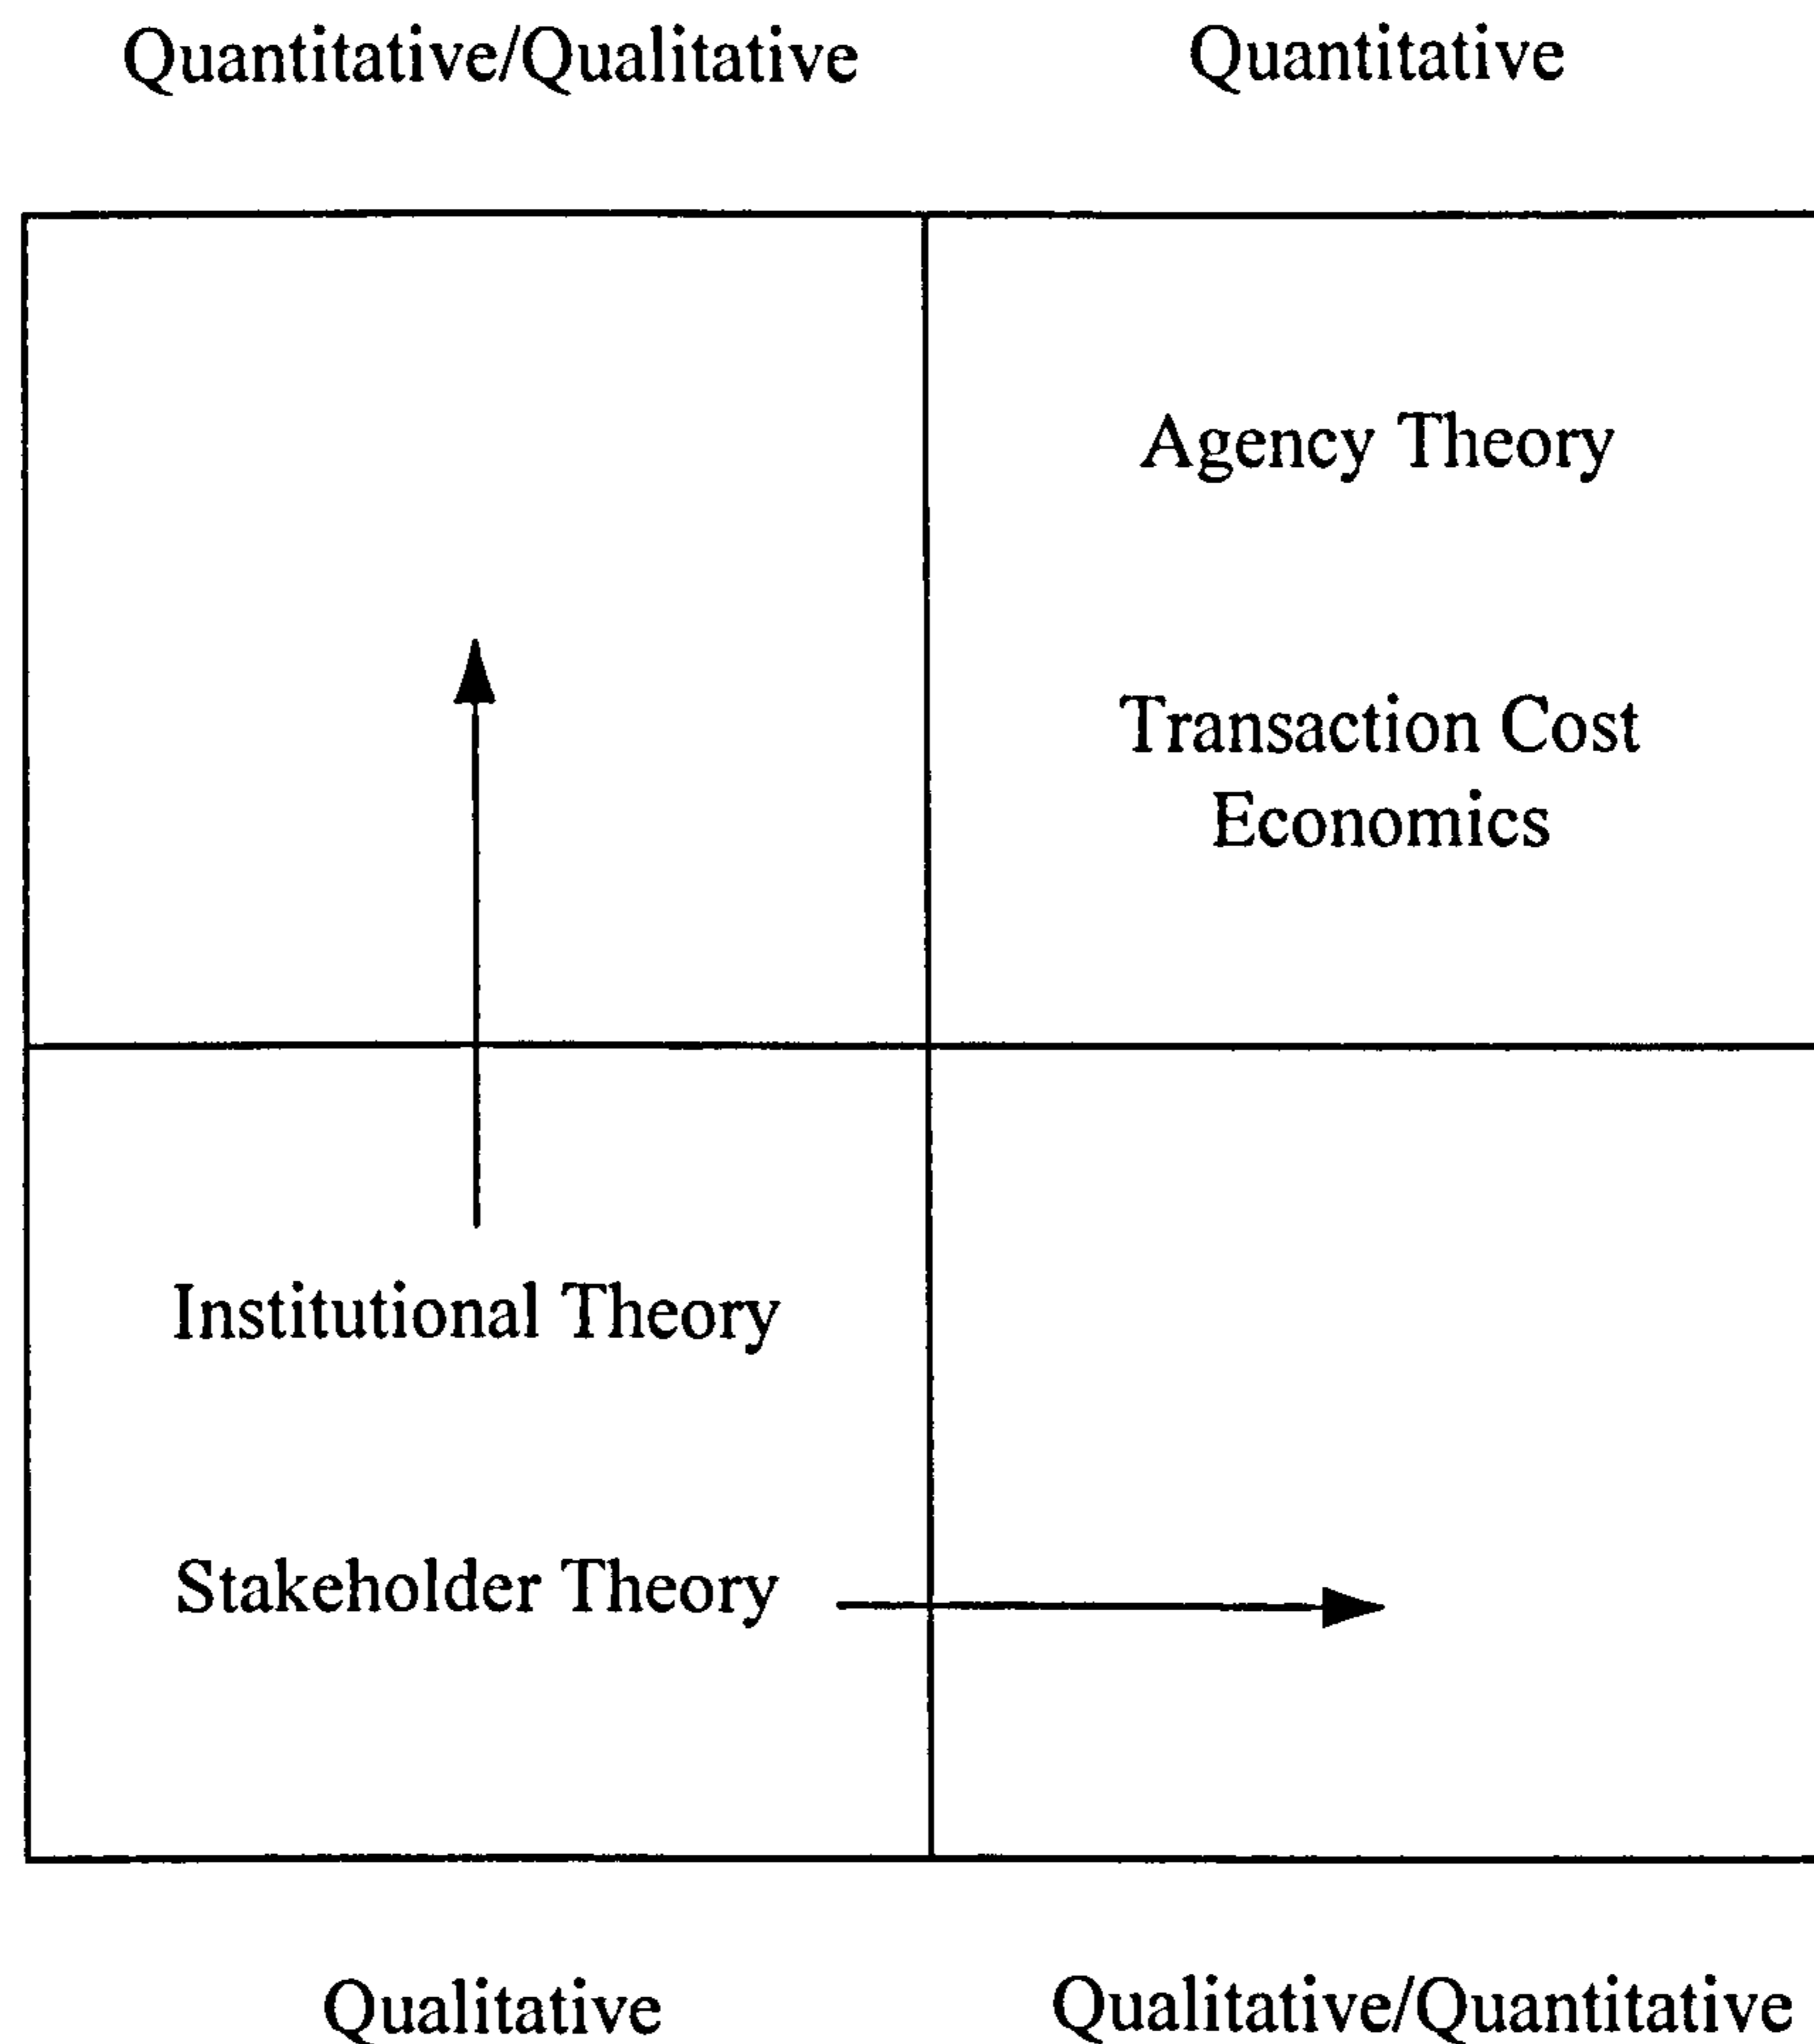 Quantitative/Qualitative
Quantitative
Agency Theory
Transaction Cost
Economics
Institutional Theory
Stakeholder Theory
Qualitative
Qualitative/Quantitative